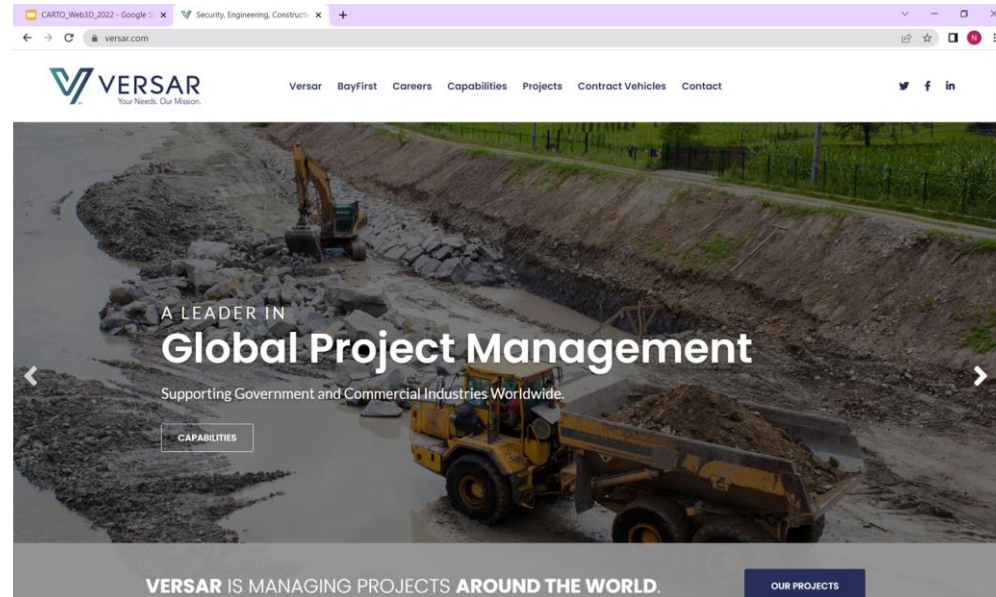 CARTO_Web3D_2022 - Google S
Security, Engineering, Constructi
versar.com
N
VERSAR
Your Needs. Our Mission.
Versar BayFirst Careers Capabilities Projects Contract Vehicles Contact
A LEADER IN
Global Project Management
Supporting Government and Commercial Industries Worldwide.
CAPABILITIES
VERSAR IS MANAGING PROJECTS AROUND THE WORLD.
OUR PROJECTS